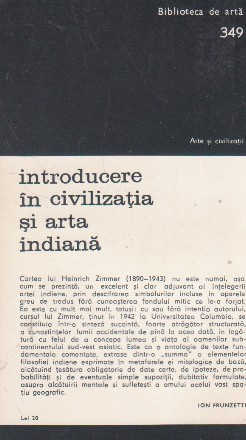 Biblioteca de artă
349
Arte și civilizații
introducere
în civilizația
și arta
indiană
Cartea lui Heinrich Zimmer (1890–1943) nu este numai, așa
cum se prezintă, un excelent și clar adjuvant al înțelegerii
artei indiene, prin descifrarea simbolurilor incluse în operele
greu de tradus fără cunoașterea fondului mitic ce le-a forjat.
Ea este cu mult mai mult, totuși: cu sau fără intenția autorului,
cursul lui Zimmer, ținut în 1942 la Universitatea Columbia, se
constituie într-o sinteză succintă, foarte atrăgător structurată,
a cunoștințelor lumii accidentale de pînă la acea dată, în legă-
tură cu felul de a concepe lumea și viața al oamenilor sub-
continentului sud-vest asiatic. Este ca o antologie de texte fun-
damentale comentate, extrase dintr-o „summă” a elementelor
filosofiei indiene exprimată în metaforele ei mitologice de bază,
alcătuind țesătura obligatorie de date certe, de ipoteze, de pro-
babilități și de eventuale simple supoziții, dubitativ formulate,
asupra alcătuirii mentale și sufletești a omului acelui vast spa-
țiu geografic.
ION FRUNZETTI
Lei 20